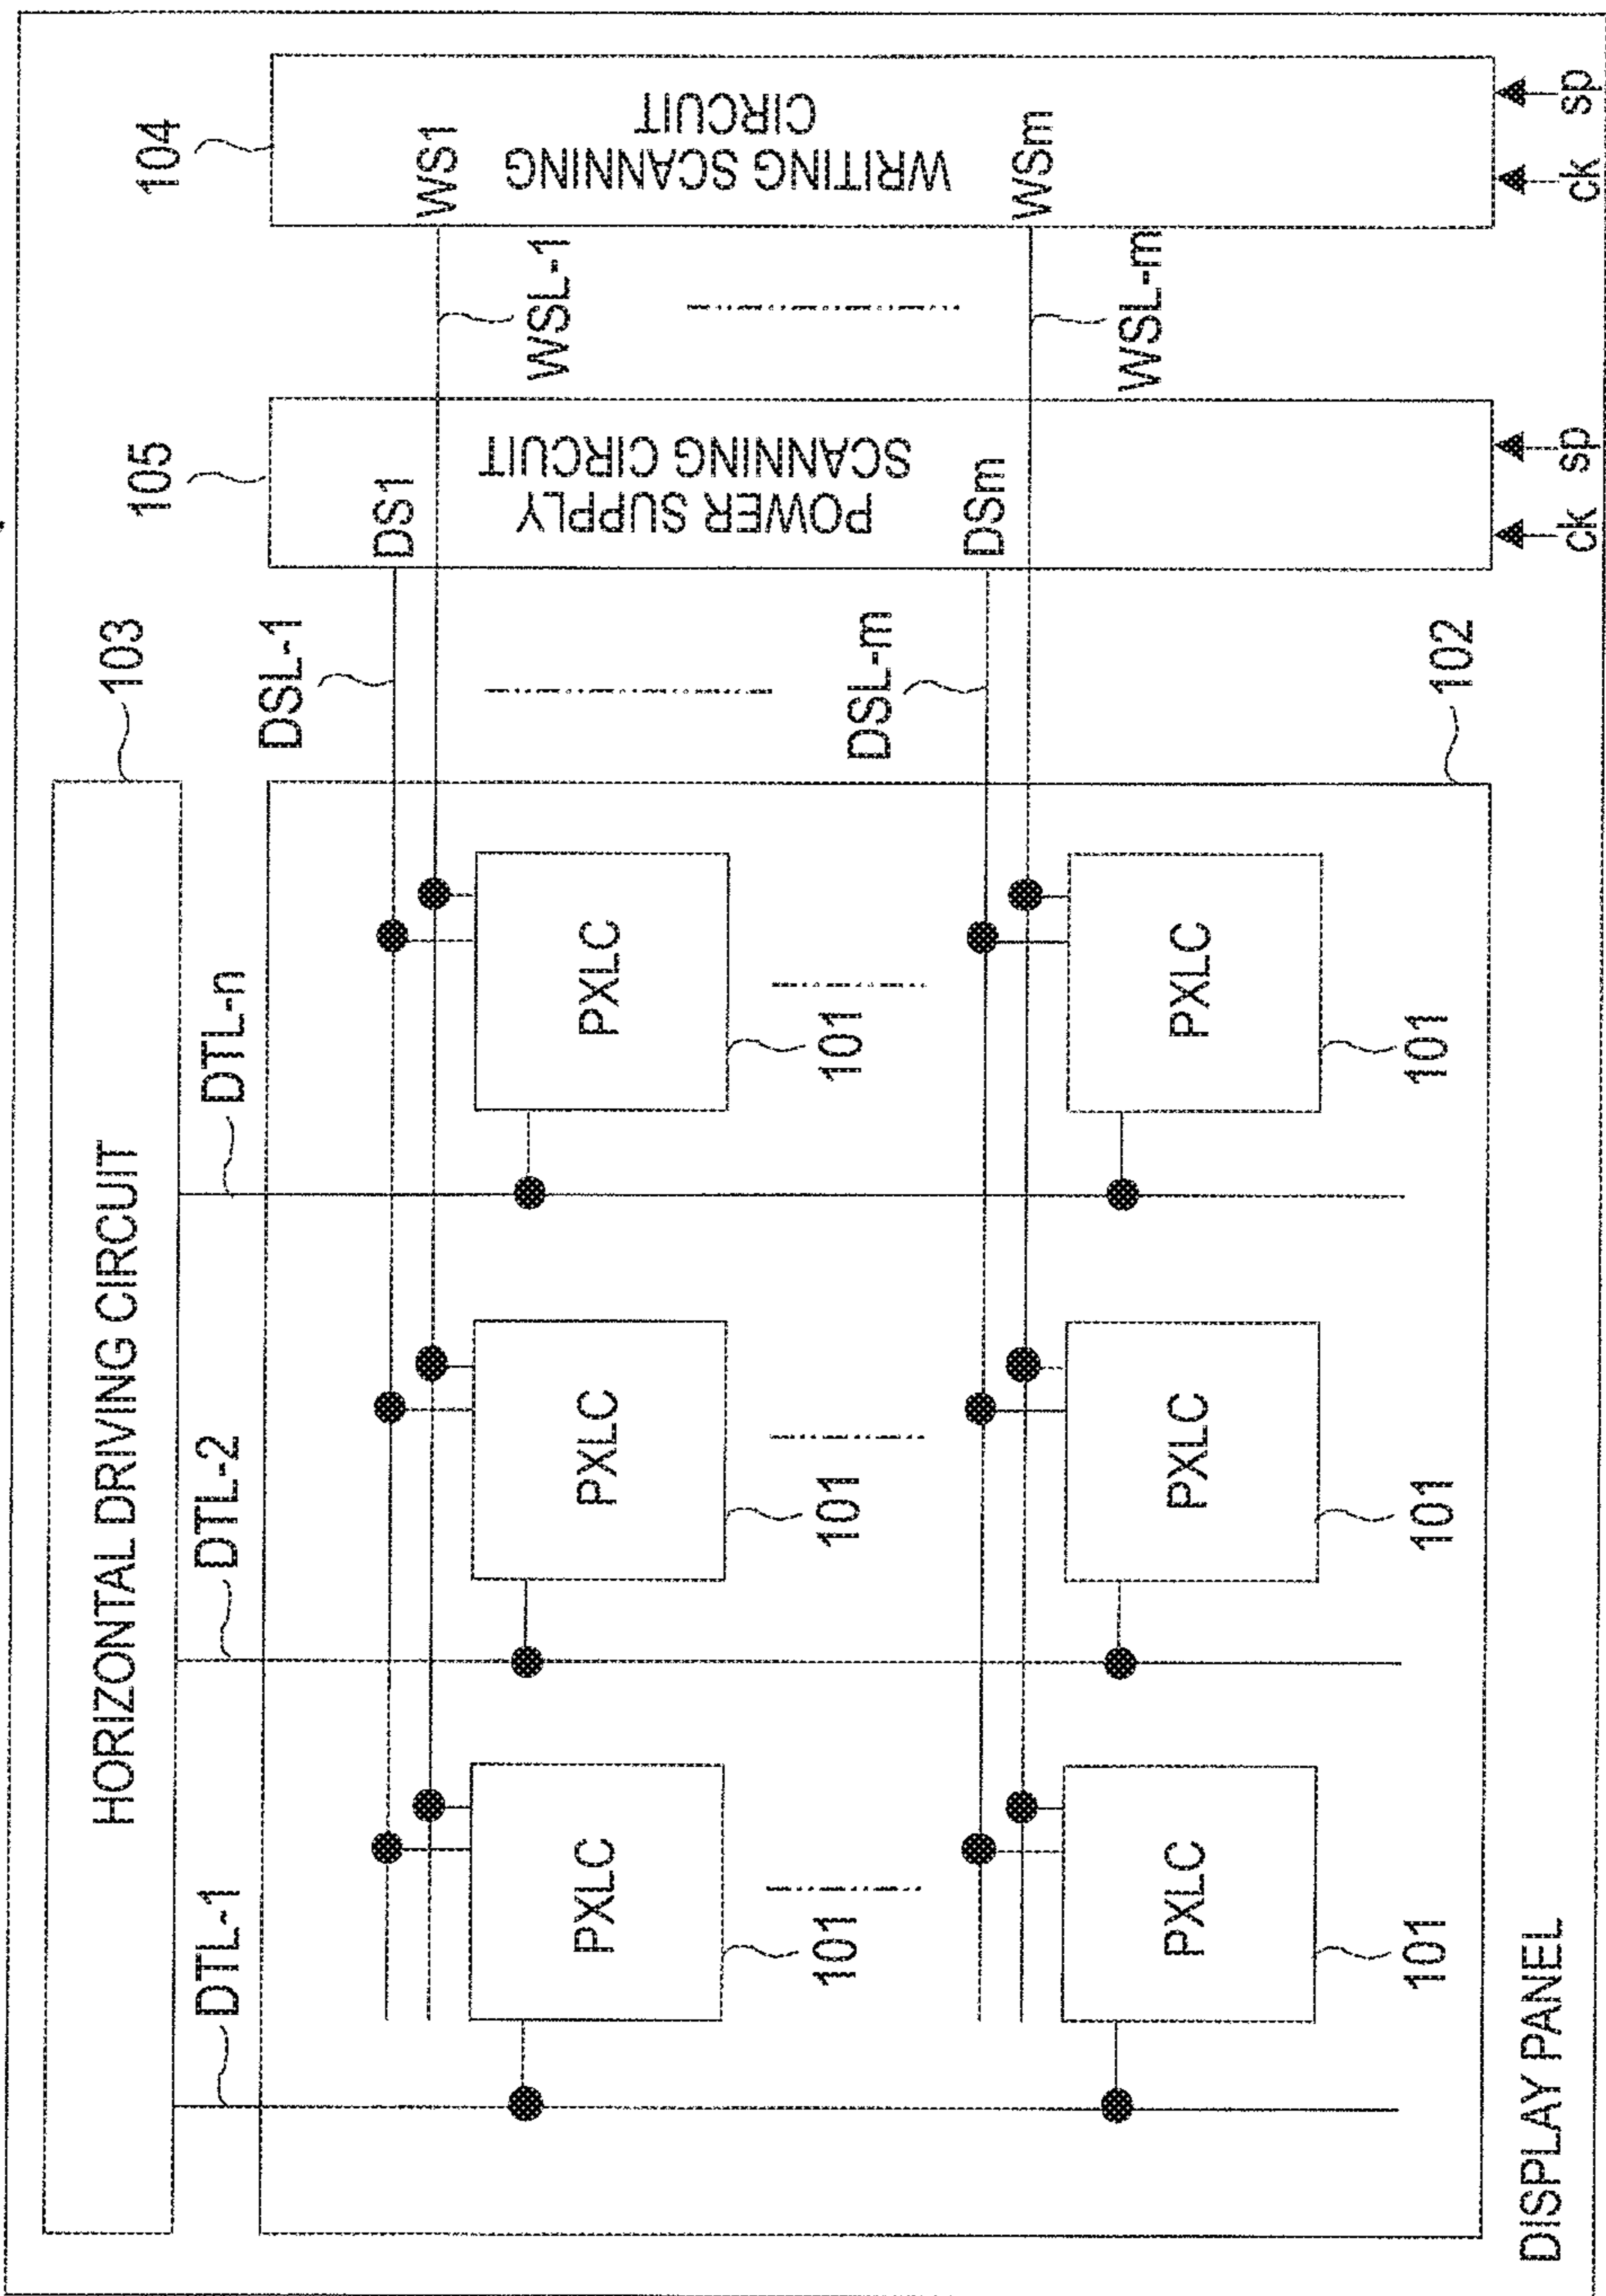 HORIZONTAL DRIVING CIRCUIT
103
DTL-1
DTL-2
DTL-n
DSL-1
105
104
DS1
WS1
WSL-1
PXLC
PXLC
PXLC
101
101
101
POWER SUPPLY
SCANNING CIRCUIT
WRITING SCANNING
CIRCUIT
DSL-m
DSm
WSm
WSL-m
PXLC
PXLC
PXLC
101
101
101
102
ck
sp
ck
sp
DISPLAY PANEL